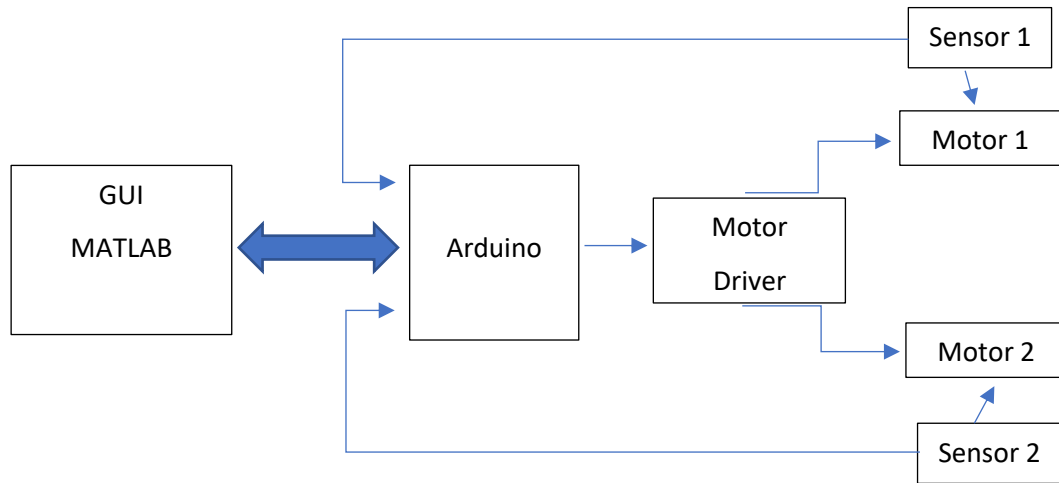 Sensor 1
Motor 1
GUI
MATLAB
Arduino
Motor
Driver
Motor 2
Sensor 2